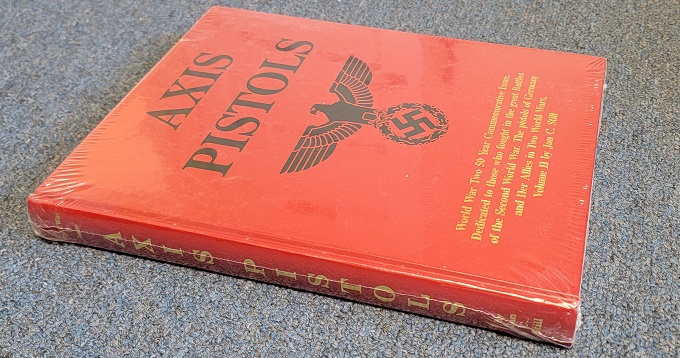 AXIS
PISTOLS
World War Two 50 Year Commemorative Issue.
Dedicated to those who fought in the great Battles
of the Second World War. The pistols of Germany
and Her Allies in Two World Wars,
Volume II by Jan C. Still
AXIS PISTOLS
Still